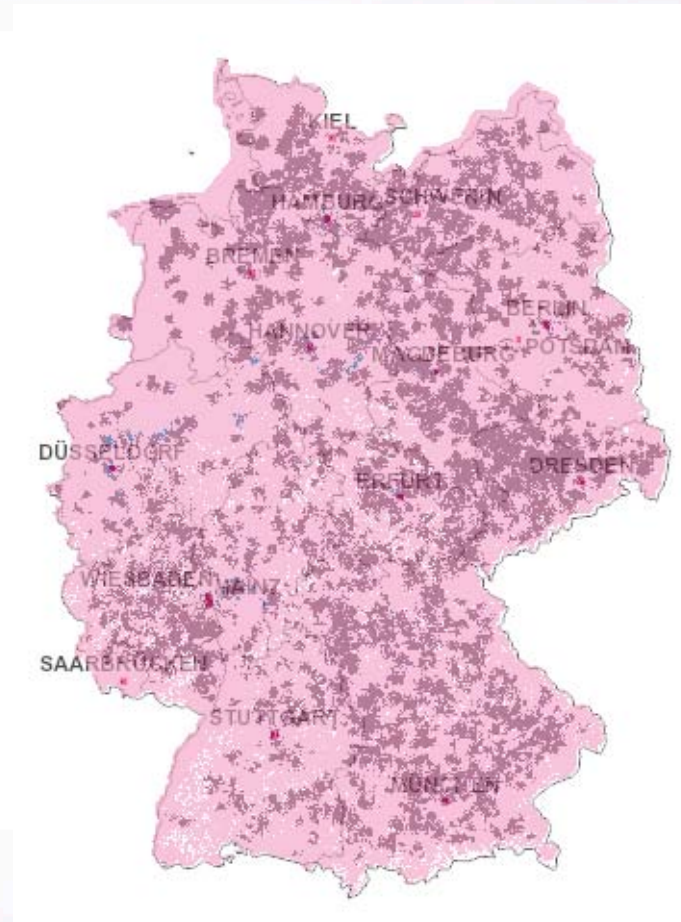 KIEL
HAMBURG
SCHWERIN
BREMEN
BERLIN
HANNOVER
MAGDEBURG
POTSDAM
DÜSSELDORF
DRESDEN
ERFURT
WIESBADEN
MAINZ
SAARBRÜCKEN
STUTTGART
MÜNCHEN